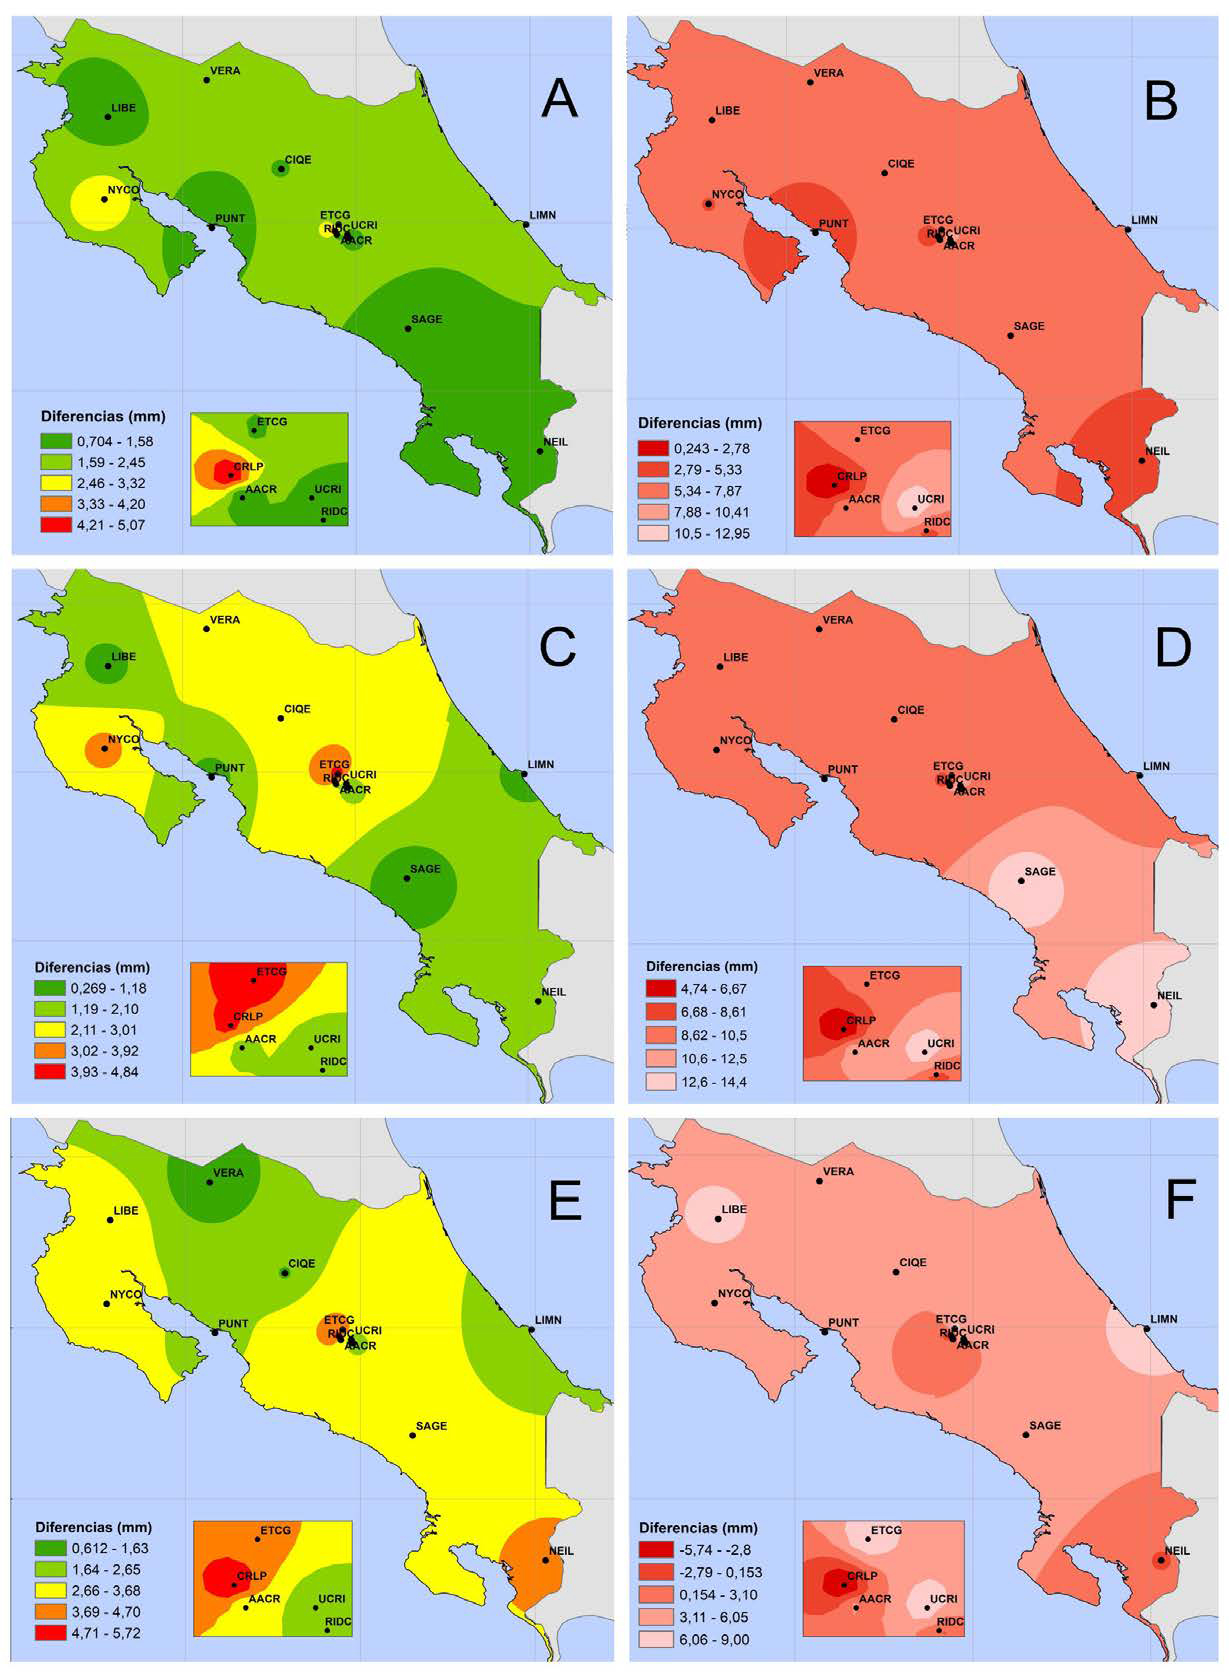 A
VERA
LIBE
CIQE
NYCO
PUNT
ETCG
UCRI
AACR
LIMN
SAGE
NEIL
Diferencias (mm)
0,704 - 1,58
1,59 - 2,45
2,46 - 3,32
3,33 - 4,20
4,21 - 5,07
ETCG
CRLP
AACR
UCRI
RIDC
B
VERA
LIBE
CIQE
NYCO
PUNT
ETCG
UCRI
AACR
LIMN
SAGE
NEIL
Diferencias (mm)
0,243 - 2,78
2,79 - 5,33
5,34 - 7,87
7,88 - 10,41
10,5 - 12,95
ETCG
CRLP
AACR
UCRI
RIDC
C
VERA
LIBE
CIQE
NYCO
PUNT
ETCG
UCRI
AACR
LIMN
SAGE
NEIL
Diferencias (mm)
0,269 - 1,18
1,19 - 2,10
2,11 - 3,01
3,02 - 3,92
3,93 - 4,84
ETCG
CRLP
AACR
UCRI
RIDC
D
VERA
LIBE
CIQE
NYCO
PUNT
ETCG
UCRI
AACR
LIMN
SAGE
NEIL
Diferencias (mm)
4,74 - 6,67
6,68 - 8,61
8,62 - 10,5
10,6 - 12,5
12,6 - 14,4
ETCG
CRLP
AACR
UCRI
RIDC
E
VERA
LIBE
CIQE
NYCO
PUNT
ETCG
UCRI
AACR
LIMN
SAGE
NEIL
Diferencias (mm)
0,612 - 1,63
1,64 - 2,65
2,66 - 3,68
3,69 - 4,70
4,71 - 5,72
ETCG
CRLP
AACR
UCRI
RIDC
F
VERA
LIBE
CIQE
NYCO
PUNT
ETCG
UCRI
AACR
LIMN
SAGE
NEIL
Diferencias (mm)
-5,74 - -2,8
-2,79 - 0,153
0,154 - 3,10
3,11 - 6,05
6,06 - 9,00
ETCG
CRLP
AACR
UCRI
RIDC